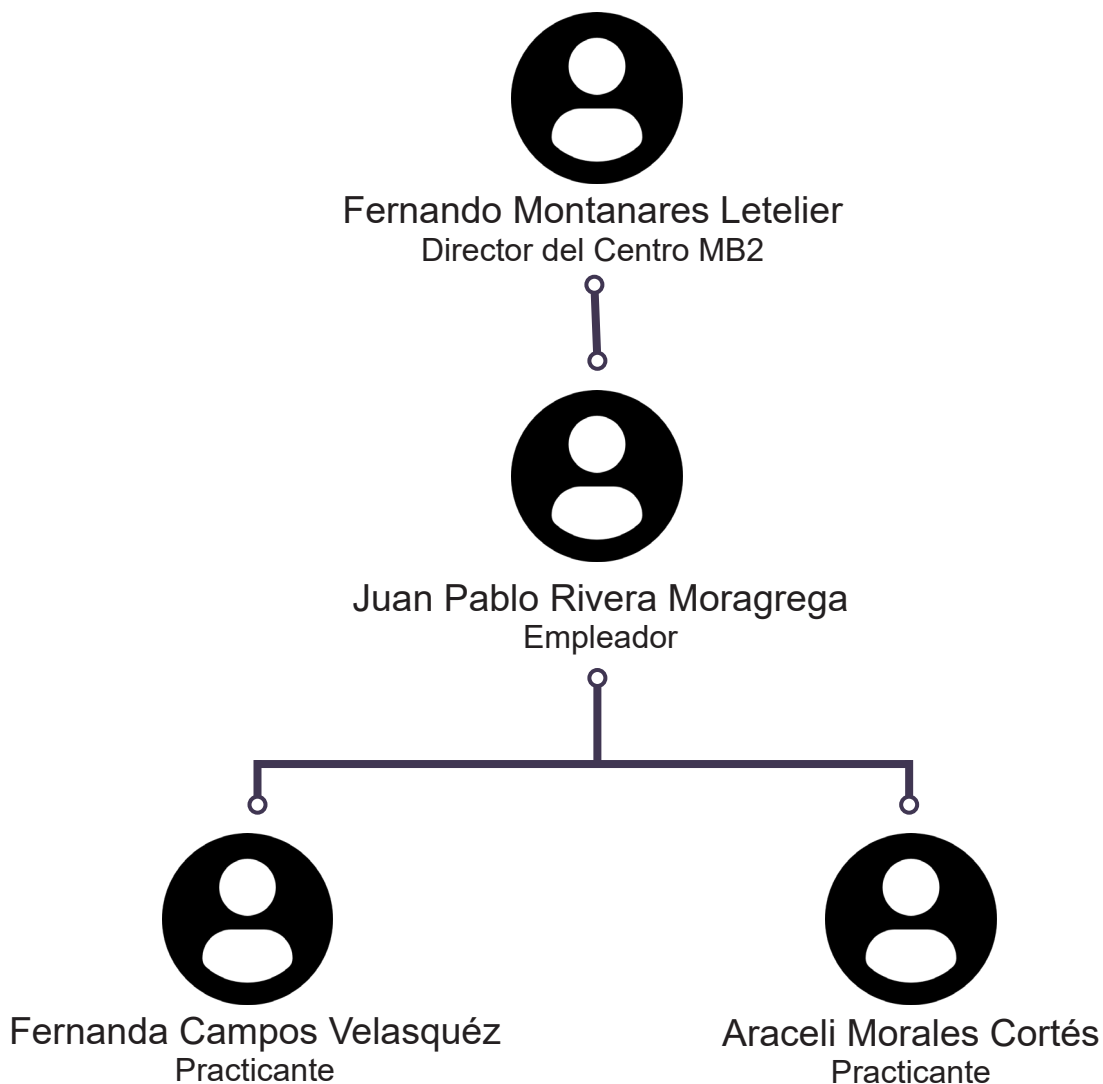 Fernando Montanares Letelier
Director del Centro MB2
Juan Pablo Rivera Moragrega
Empleador
Fernanda Campos Velasquéz
Practicante
Araceli Morales Cortés
Practicante